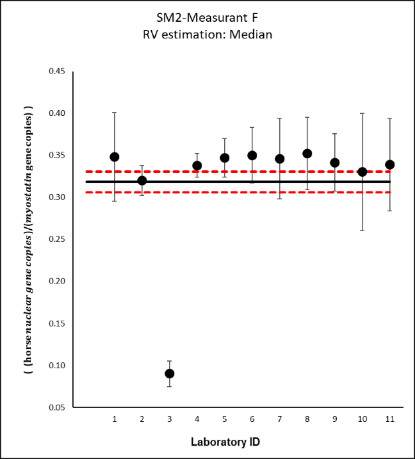 SM2-Measurant F
RV estimation: Median
( (horse nuclear gene copies)/(myostatin gene copies) )
0.45
0.40
0.35
0.30
0.25
0.20
0.15
0.10
0.05
1 2 3 4 5 6 7 8 9 10 11
Laboratory ID